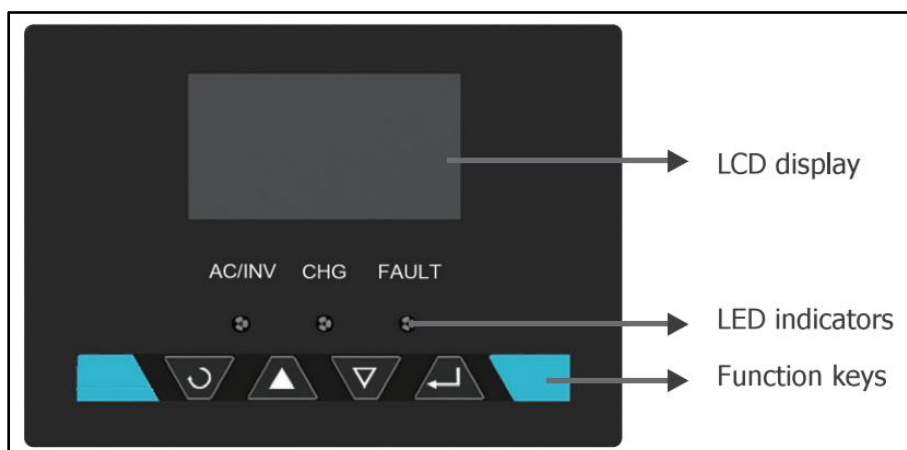 LCD display
AC/INV CHG FAULT
LED indicators
Function keys